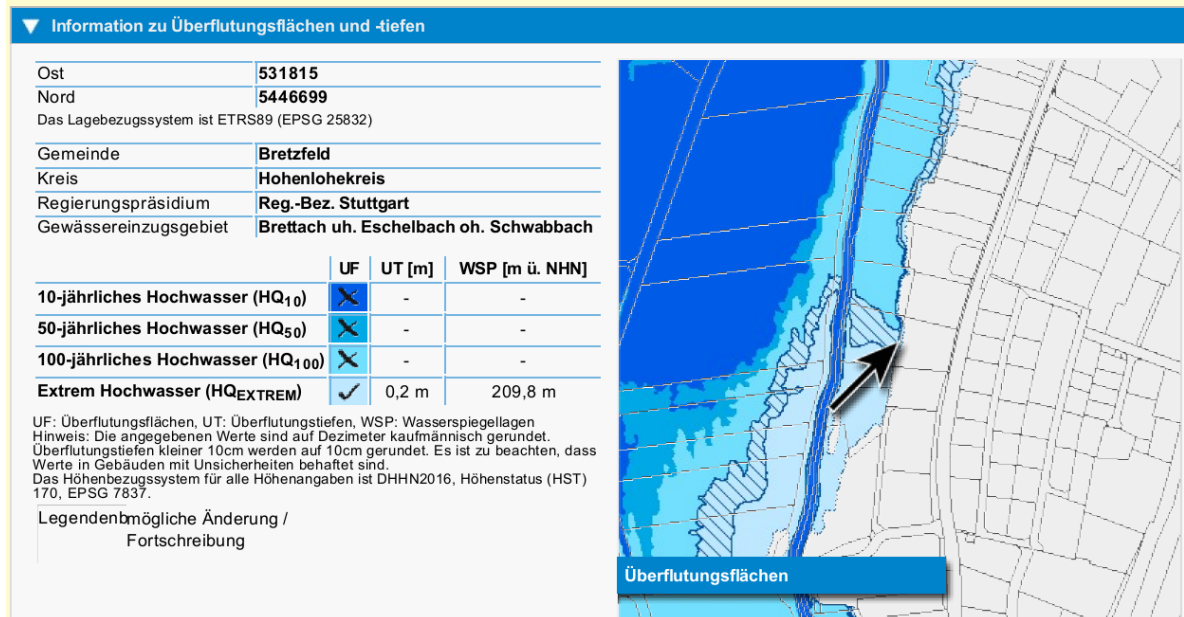 Information zu Überflutungsflächen und -tiefen
Ost 531815
Nord 5446699
Das Lagebezugssystem ist ETRS89 (EPSG 25832)
Gemeinde Bretzfeld
Kreis Hohenlohekreis
Regierungspräsidium Reg.-Bez. Stuttgart
Gewässereinzugsgebiet Brettach uh. Eschelbach oh. Schwabbach
UF UT [m] WSP [m ü. NHN]
10-jährliches Hochwasser (HQ10) - -
50-jährliches Hochwasser (HQ50) - -
100-jährliches Hochwasser (HQ100) - -
Extrem Hochwasser (HQEXTREM) 0,2 m 209,8 m
UF: Überflutungsflächen, UT: Überflutungstiefen, WSP: Wasserspiegellagen
Hinweis: Die angegebenen Werte sind auf Dezimeter kaufmännisch gerundet.
Überflutungstiefen kleiner 10cm werden auf 10cm gerundet. Es ist zu beachten, dass
Werte in Gebäuden mit Unsicherheiten behaftet sind.
Das Höhenbezugssystem für alle Höhenangaben ist DHHN2016, Höhenstatus (HST)
170, EPSG 7837.
Legendenb mögliche Änderung /
Fortschreibung
Überflutungsflächen